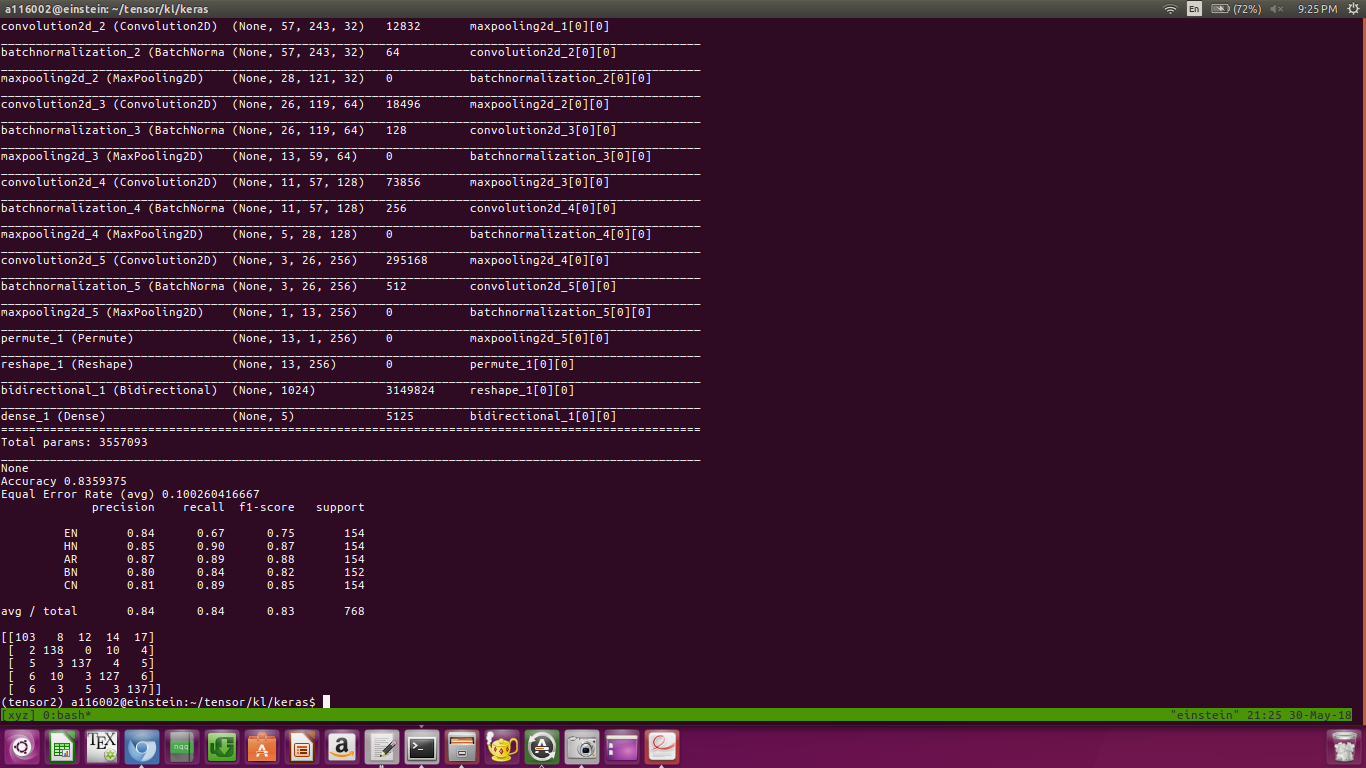 a116002@einstein: ~/tensor/kl/keras En (72%) 9:25 PM
convolution2d_2 (Convolution2D) (None, 57, 243, 32) 12832 maxpooling2d_1[0][0]
batchnormalization_2 (BatchNorma (None, 57, 243, 32) 64 convolution2d_2[0][0]
maxpooling2d_2 (MaxPooling2D) (None, 28, 121, 32) 0 batchnormalization_2[0][0]
convolution2d_3 (Convolution2D) (None, 26, 119, 64) 18496 maxpooling2d_2[0][0]
batchnormalization_3 (BatchNorma (None, 26, 119, 64) 128 convolution2d_3[0][0]
maxpooling2d_3 (MaxPooling2D) (None, 13, 59, 64) 0 batchnormalization_3[0][0]
convolution2d_4 (Convolution2D) (None, 11, 57, 128) 73856 maxpooling2d_3[0][0]
batchnormalization_4 (BatchNorma (None, 11, 57, 128) 256 convolution2d_4[0][0]
maxpooling2d_4 (MaxPooling2D) (None, 5, 28, 128) 0 batchnormalization_4[0][0]
convolution2d_5 (Convolution2D) (None, 3, 26, 256) 295168 maxpooling2d_4[0][0]
batchnormalization_5 (BatchNorma (None, 3, 26, 256) 512 convolution2d_5[0][0]
maxpooling2d_5 (MaxPooling2D) (None, 1, 13, 256) 0 batchnormalization_5[0][0]
permute_1 (Permute) (None, 13, 1, 256) 0 maxpooling2d_5[0][0]
reshape_1 (Reshape) (None, 13, 256) 0 permute_1[0][0]
bidirectional_1 (Bidirectional) (None, 1024) 3149824 reshape_1[0][0]
dense_1 (Dense) (None, 5) 5125 bidirectional_1[0][0]
Total params: 3557093
None
Accuracy 0.8359375
Equal Error Rate (avg) 0.100260416667
precision recall f1-score support
EN 0.84 0.67 0.75 154
HN 0.85 0.90 0.87 154
AR 0.87 0.89 0.88 154
BN 0.80 0.84 0.82 152
CN 0.81 0.89 0.85 154
avg / total 0.84 0.84 0.83 768
[[103 8 12 14 17]
[ 2 138 0 10 4]
[ 5 3 137 4 5]
[ 6 10 3 127 6]
[ 6 3 5 3 137]]
(tensor2) a116002@einstein:~/tensor/kl/keras$
[xyz] 0:bash* "einstein" 21:25 30-May-18
TEX nqq a